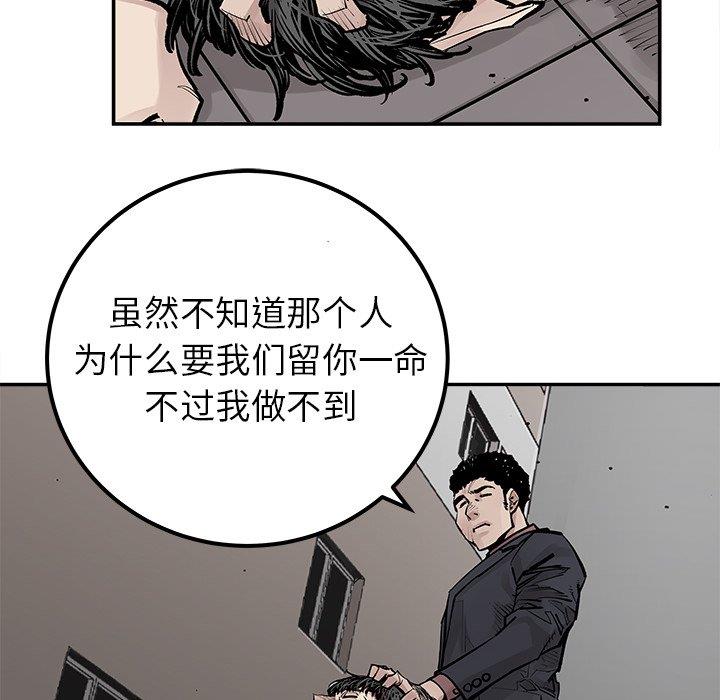 虽然不知道那个人
为什么要我们留你一命
不过我做不到